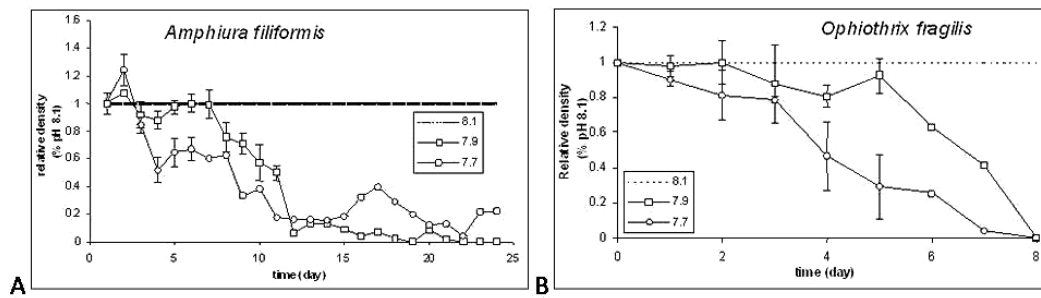 Amphiura filiformis
relative density
(% pH 8.1)
1.6
1.4
1.2
1
0.8
0.6
0.4
0.2
0
0 5 10 15 20 25
time (day)
8.1
7.9
7.7
A
Ophiothrix fragilis
Relative density
(% pH 8.1)
1.2
1
0.8
0.6
0.4
0.2
0
0 2 4 6 8
time (day)
8.1
7.9
7.7
B